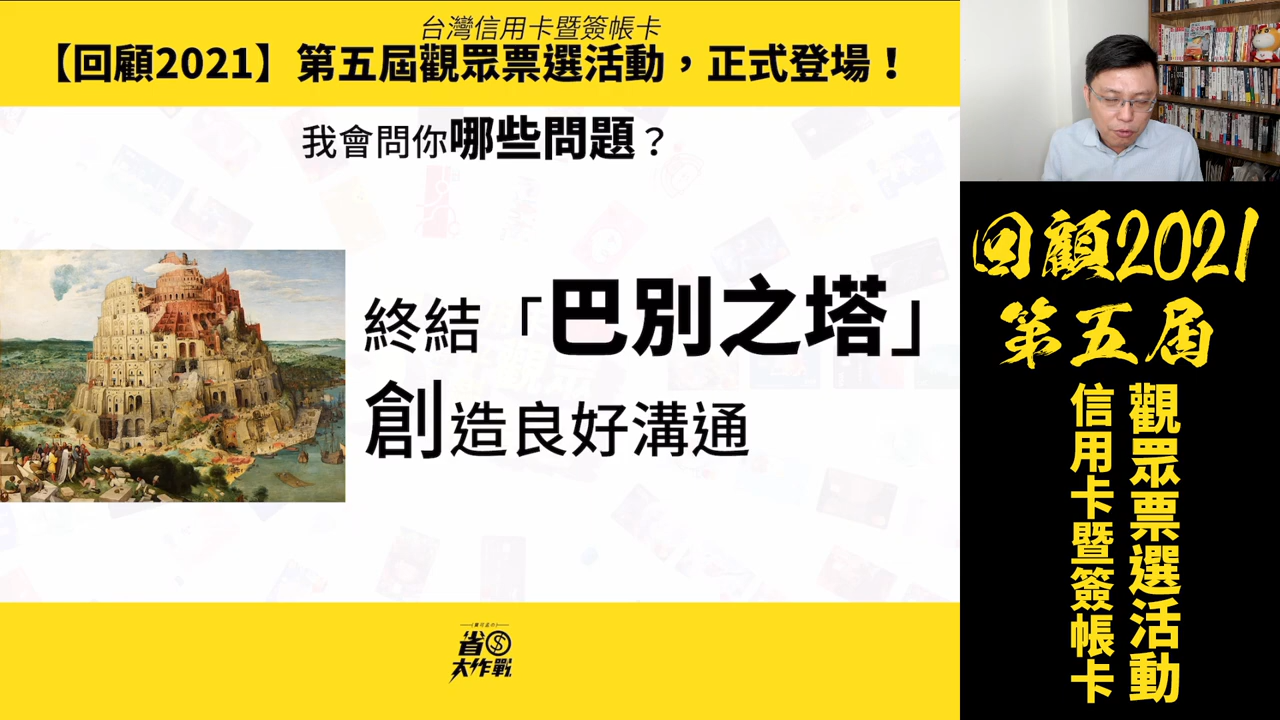 台灣信用卡暨簽帳卡
【回顧2021】第五屆觀眾票選活動，正式登場！
我會問你哪些問題？
終結「巴別之塔」
創造良好溝通
省$
大作戰
回顧2021
第五屆
觀眾票選活動
信用卡暨簽帳卡